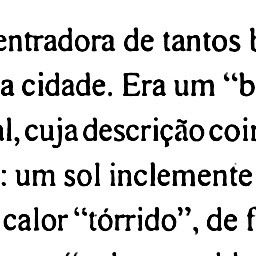 entradora de tantos b
a cidade. Era um “b
al, cuja descrição coin
: um sol inclemente
calor “tórrido”, de f